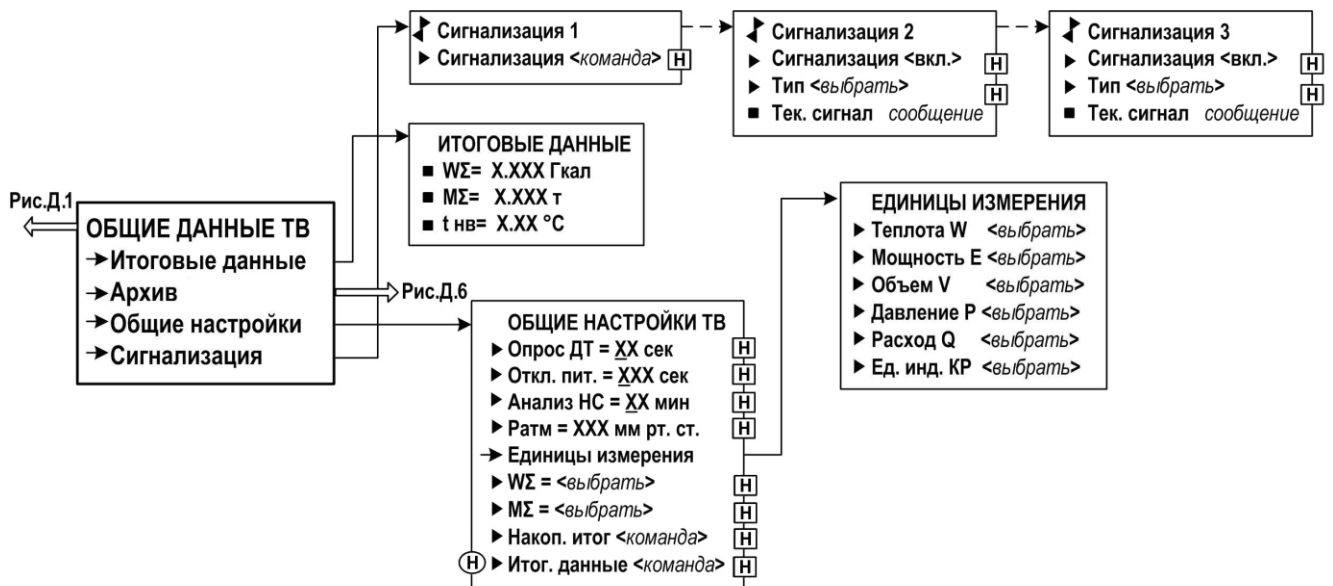 Сигнализация 1
Сигнализация <команда> Н
Сигнализация 2
Сигнализация <вкл.> Н
Тип <выбрать> Н
Тек. сигнал сообщение
Сигнализация 3
Сигнализация <вкл.> Н
Тип <выбрать> Н
Тек. сигнал сообщение
ИТОГОВЫЕ ДАННЫЕ
WΣ= X.XXX Гкал
MΣ= X.XXX т
t нв= X.XX °C
Рис.Д.1
ОБЩИЕ ДАННЫЕ ТВ
Итоговые данные
Архив
Общие настройки
Сигнализация
Рис.Д.6
ОБЩИЕ НАСТРОЙКИ ТВ
Опрос ДТ = XX сек Н
Откл. пит. = XXX сек Н
Анализ НС = XX мин Н
Ратм = XXX мм рт. ст. Н
Единицы измерения
WΣ = <выбрать> Н
MΣ = <выбрать> Н
Накоп. итог <команда> Н
Н Итог. данные <команда> Н
ЕДИНИЦЫ ИЗМЕРЕНИЯ
Теплота W <выбрать>
Мощность E <выбрать>
Объем V <выбрать>
Давление P <выбрать>
Расход Q <выбрать>
Ед. инд. КР <выбрать>